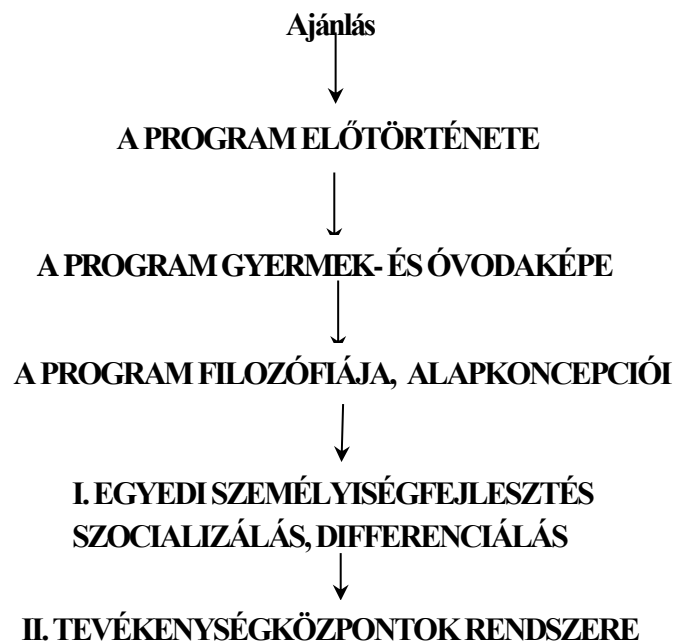 Ajánlás
A PROGRAM ELŐTÖRTÉNETE
A PROGRAM GYERMEK- ÉS ÓVODAKÉPE
A PROGRAM FILOZÓFIÁJA, ALAPKONCEPCIÓI
I. EGYEDI SZEMÉLYISÉGFEJLESZTÉS
SZOCIALIZÁLÁS, DIFFERENCIÁLÁS
II. TEVÉKENYSÉGKÖZPONTOK RENDSZERE